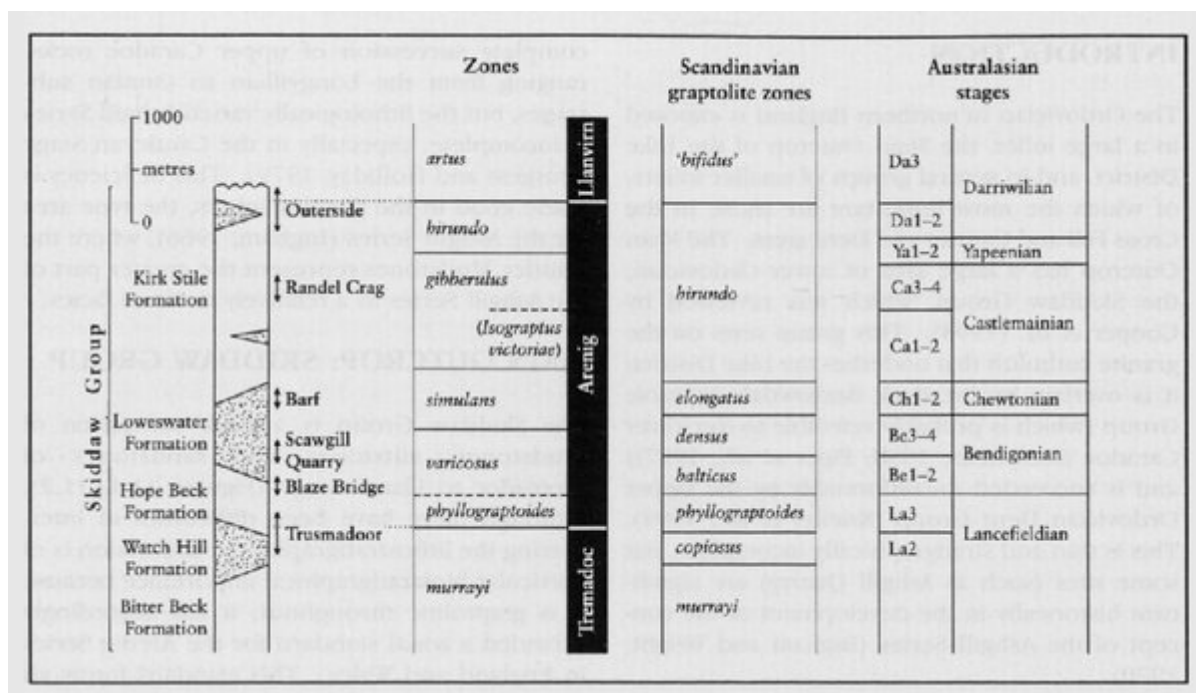 Zones
Scandinavian
graptolite zones
Australasian
stages
1000
metres
0
Skiddaw Group
Kirk Stile
Formation
Loweswater
Formation
Hope Beck
Formation
Watch Hill
Formation
Bitter Beck
Formation
Outerside
Randel Crag
Barf
Scawgill
Quarry
Blaze Bridge
Trusmadoor
artus
hirundo
gibberulus
(Isograptus
victoriae)
simulans
varicosus
phyllograptoides
murrayi
Llanvirn
Arenig
Tremadoc
'bifidus'
hirundo
elongatus
densus
balticus
phyllograptoides
copiosus
murrayi
Da3
Da1–2
Ya1–2
Ca3–4
Ca1–2
Ch1–2
Be3–4
Be1–2
La3
La2
Darriwilian
Yapeenian
Castlemainian
Chewtonian
Bendigonian
Lancefieldian